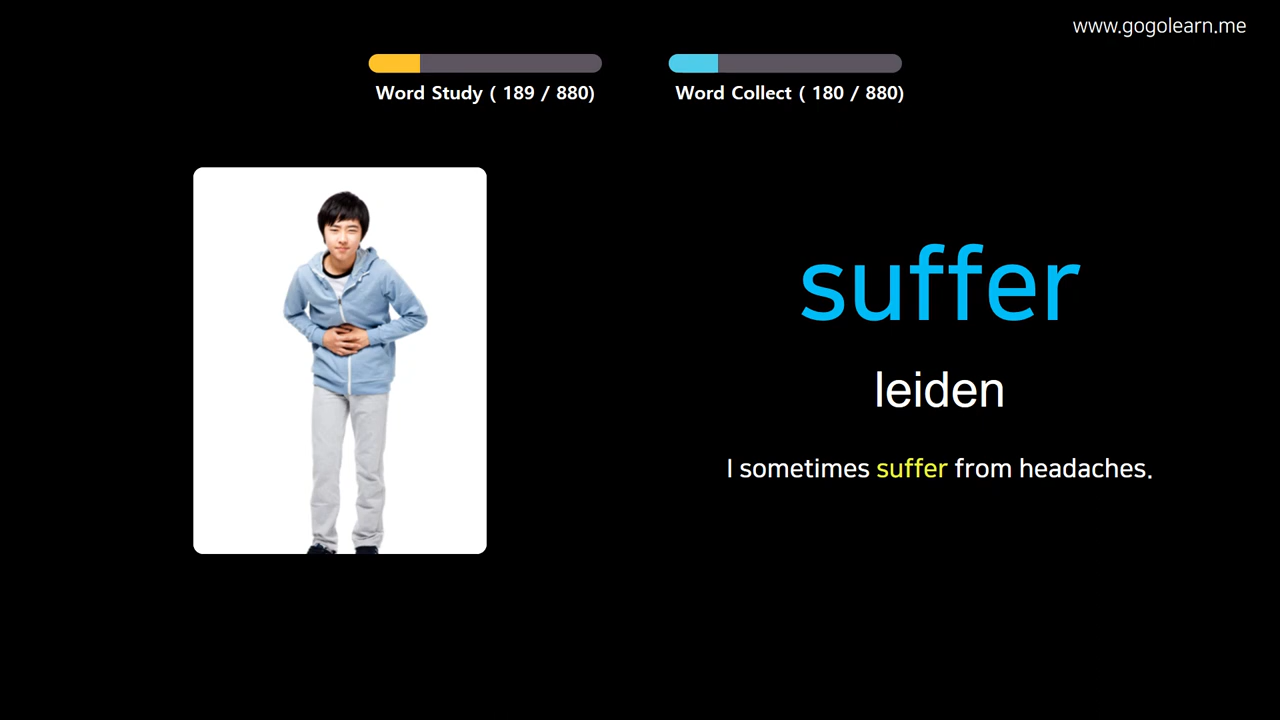 www.gogolearn.me
Word Study ( 189 / 880)
Word Collect ( 180 / 880)
suffer
leiden
I sometimes suffer from headaches.